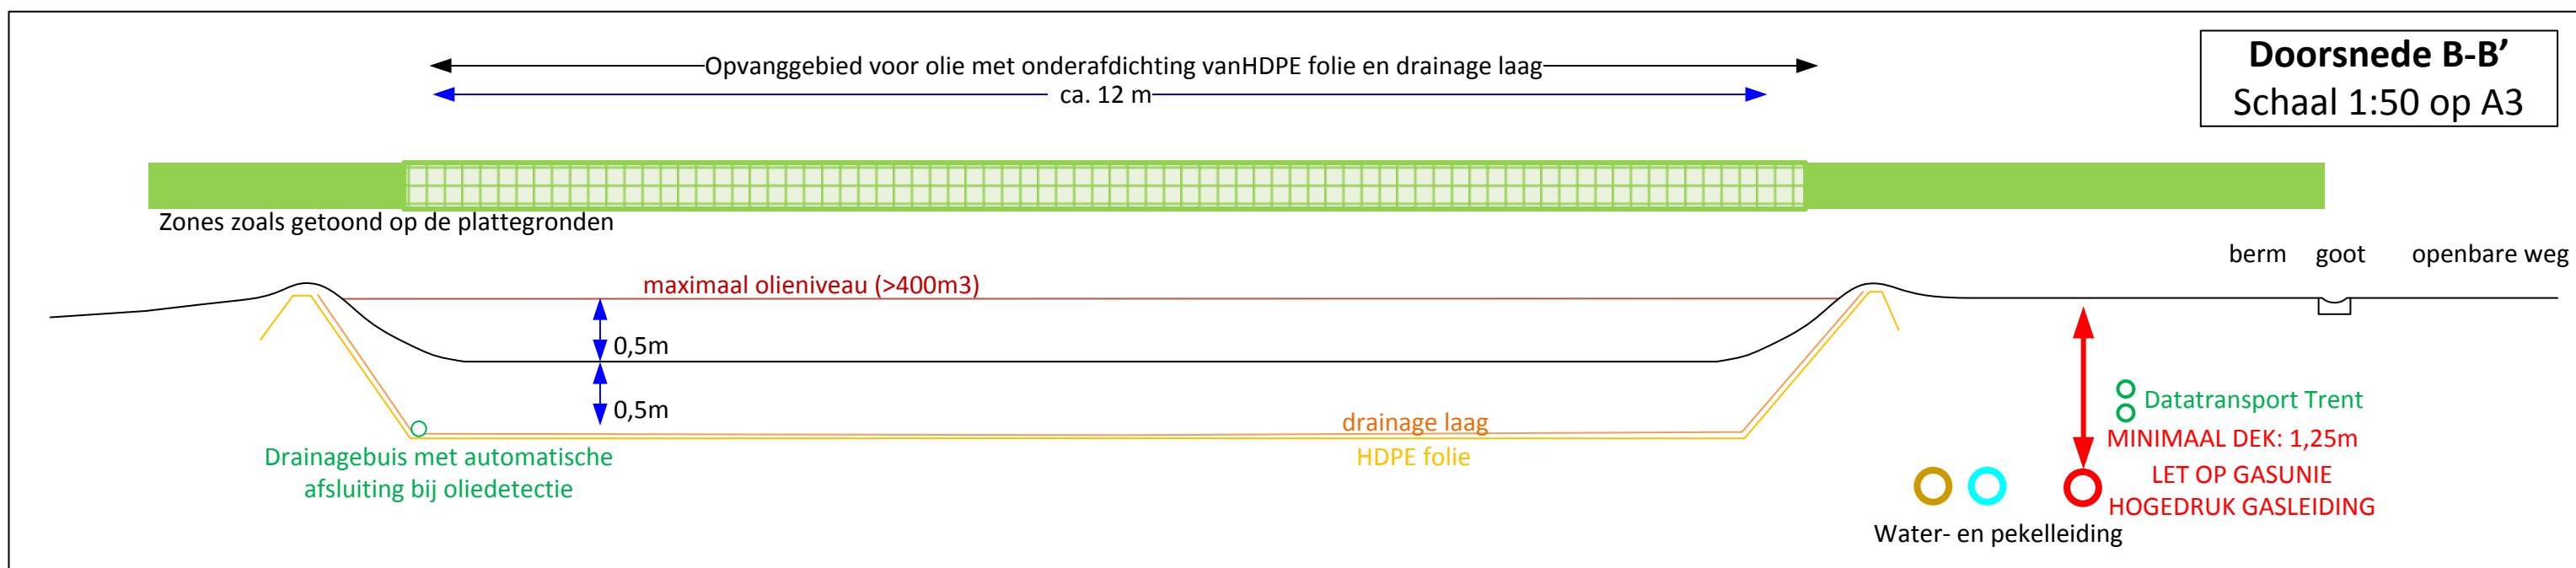 Doorsnede B-B’
Schaal 1:50 op A3
Opvanggebied voor olie met onderafdichting vanHDPE folie en drainage laag
ca. 12 m
Zones zoals getoond op de plattegronden
berm goot openbare weg
maximaal olieniveau (>400m3)
0,5m
0,5m
drainage laag
HDPE folie
Drainagebuis met automatische
afsluiting bij oliedetectie
Datatransport Trent
MINIMAAL DEK: 1,25m
LET OP GASUNIE
HOGEDRUK GASLEIDING
Water- en pekelleiding